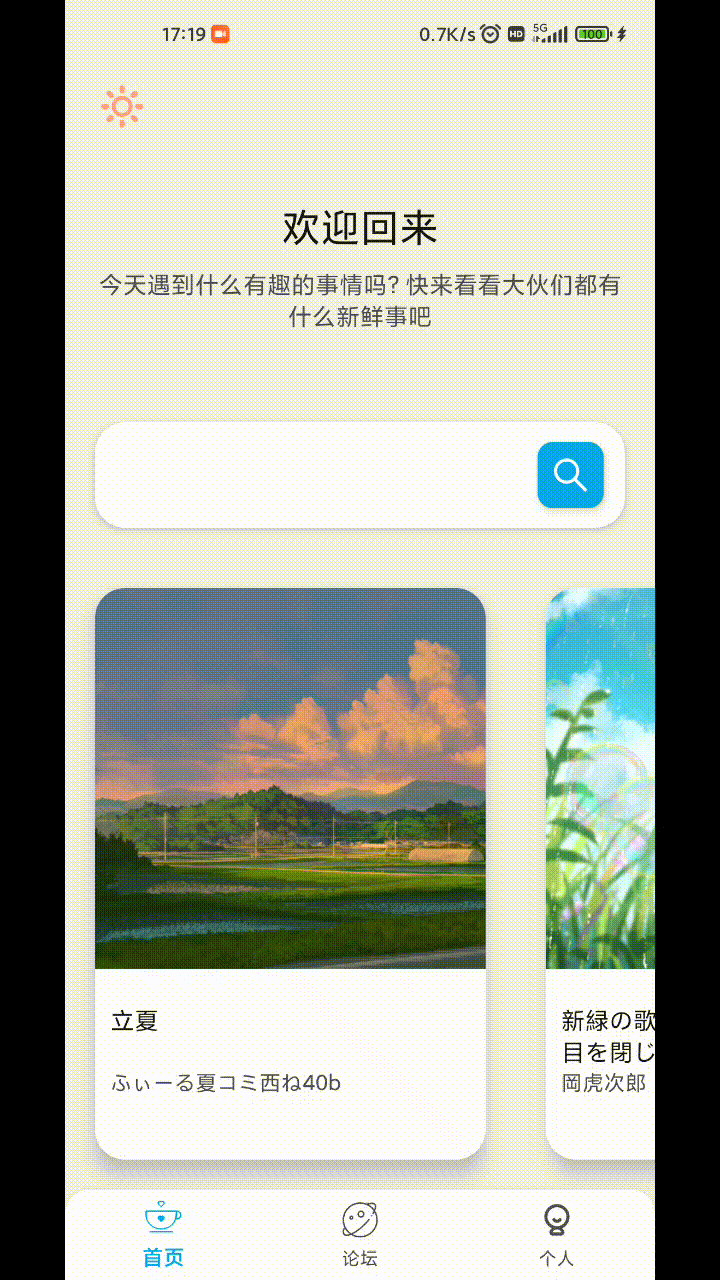 17:19
0.7K/s HD 5G 100
欢迎回来
今天遇到什么有趣的事情吗? 快来看看大伙们都有
什么新鲜事吧
立夏
ふぃーる夏コミ西ね40b
新緑の歌
目を閉じ
岡虎次郎
首页 论坛 个人